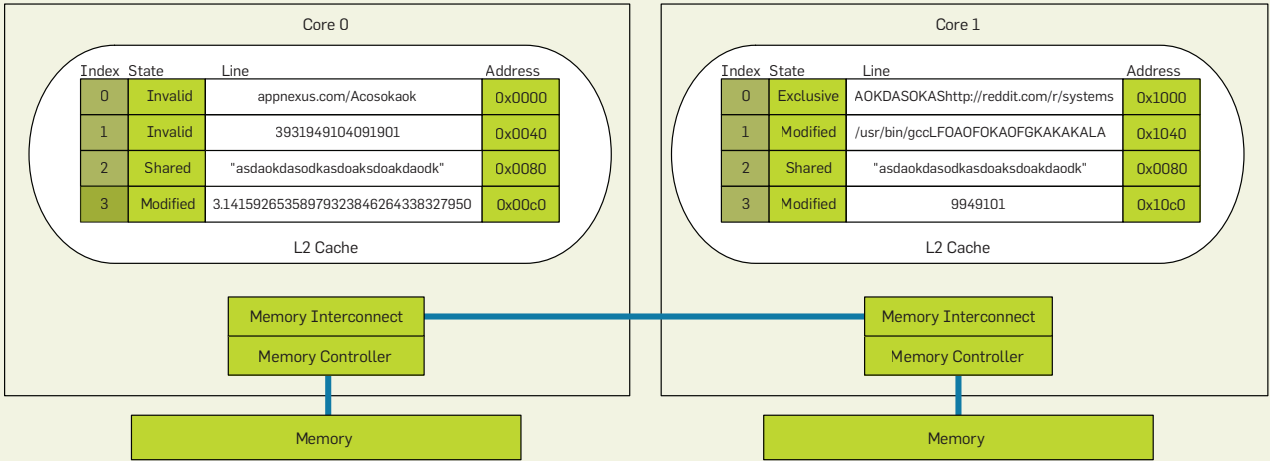 Core 0
Index State Line Address
0 Invalid appnexus.com/Acosokaok 0x0000
1 Invalid 3931949104091901 0x0040
2 Shared "asdaokdasodkasdoaksdoakdaodk" 0x0080
3 Modified 3.14159265358979323846264338327950 0x00c0
L2 Cache
Memory Interconnect
Memory Controller
Memory
Core 1
Index State Line Address
0 Exclusive AOKDASOKAShttp://reddit.com/r/systems 0x1000
1 Modified /usr/bin/gccLFOAOFOKAOFGKAKAKALA 0x1040
2 Shared "asdaokdasodkasdoaksdoakdaodk" 0x0080
3 Modified 9949101 0x10c0
L2 Cache
Memory Interconnect
Memory Controller
Memory